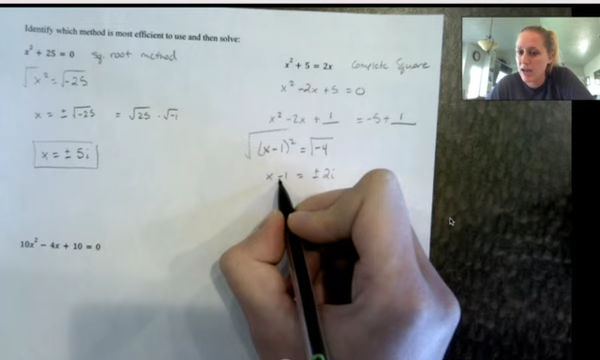 Identify which method is most efficient to use and then solve:
x² + 25 = 0 Sq. root method
√x² = √-25
x = ± √-25 = √25 · √-1
x = ± 5i
x² + 5 = 2x Complete Square
x² - 2x + 5 = 0
x² - 2x + 1 = -5 + 1
√(x-1)² = √-4
x - 1 = ± 2i
10x² − 4x + 10 = 0